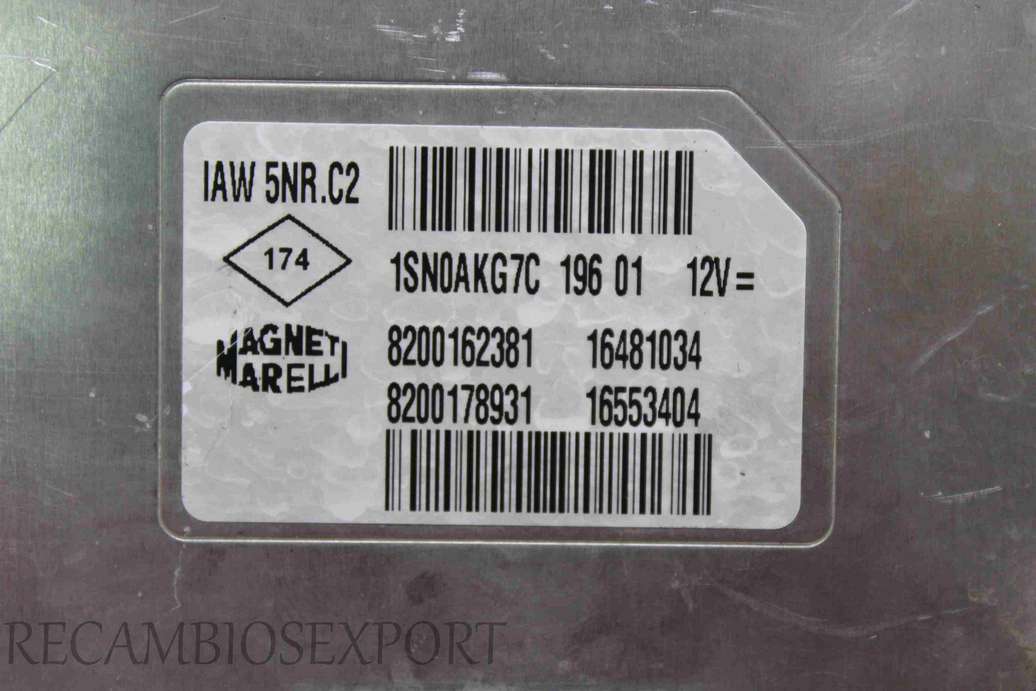 IAW 5NR.C2
174
1SN0AKG7C 196 01 12V=
MAGNETI
MARELLI
8200162381 16481034
8200178931 16553404
RECAMBIOSEXPORT